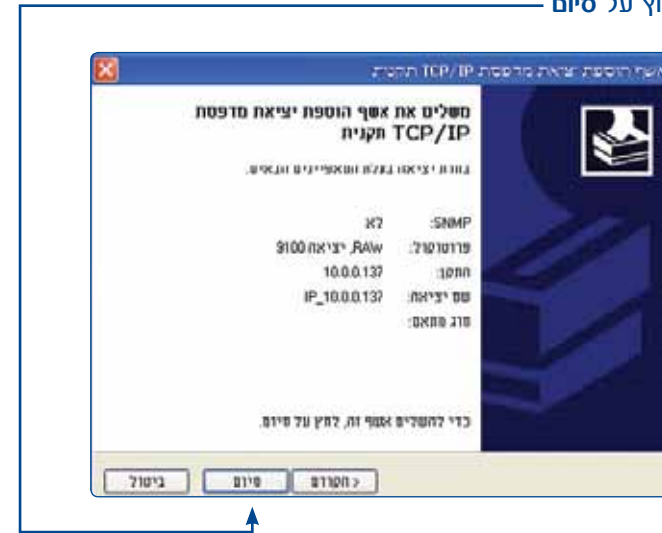 על סיום
הוספת יציאת מדפסת TCP/IP תקנית
משלים את אשף הוספת יציאת מדפסת
TCP/IP תקנית
בחרת יציאה בעלת המאפיינים הבאים.
SNMP: לא
פרוטוקול: RAW, יציאה 9100
התקן: 10.0.0.137
שם יציאה: IP_10.0.0.137
סוג מתאם:
כדי להשלים אשף זה, לחץ על סיום.
< הקודם
סיום
ביטול